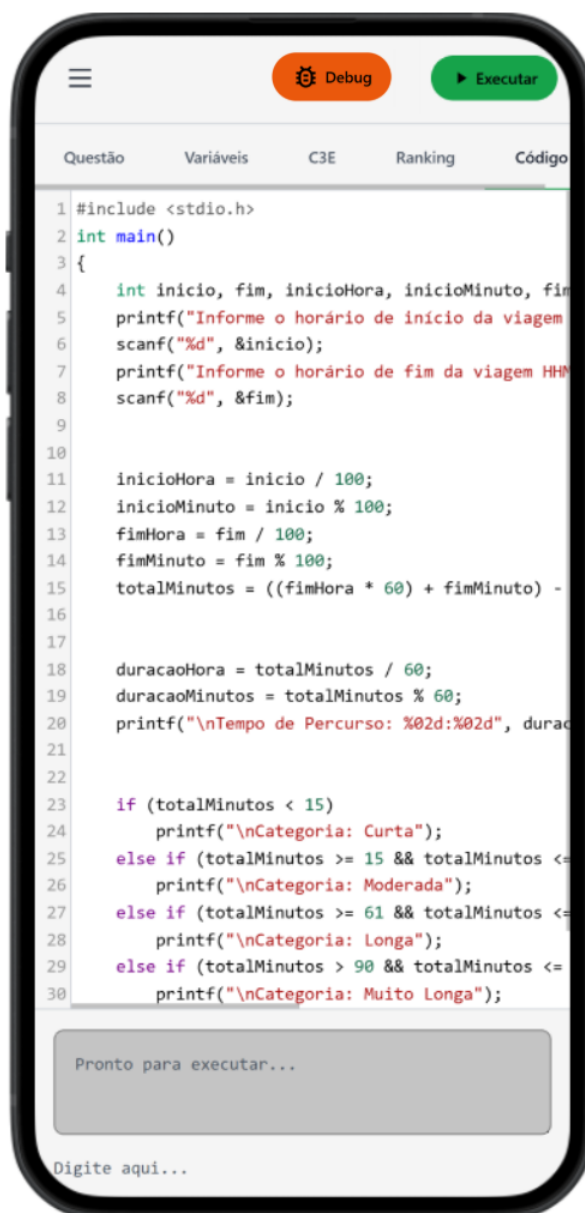 Debug
Executar
Questão Variáveis C3E Ranking Código
1 #include <stdio.h>
2 int main()
3 {
4 int inicio, fim, inicioHora, inicioMinuto, fim
5 printf("Informe o horário de início da viagem
6 scanf("%d", &inicio);
7 printf("Informe o horário de fim da viagem HHM
8 scanf("%d", &fim);
9
10
11 inicioHora = inicio / 100;
12 inicioMinuto = inicio % 100;
13 fimHora = fim / 100;
14 fimMinuto = fim % 100;
15 totalMinutos = ((fimHora * 60) + fimMinuto) -
16
17
18 duracaoHora = totalMinutos / 60;
19 duracaoMinutos = totalMinutos % 60;
20 printf("\nTempo de Percurso: %02d:%02d", durac
21
22
23 if (totalMinutos < 15)
24 printf("\nCategoria: Curta");
25 else if (totalMinutos >= 15 && totalMinutos <=
26 printf("\nCategoria: Moderada");
27 else if (totalMinutos >= 61 && totalMinutos <=
28 printf("\nCategoria: Longa");
29 else if (totalMinutos > 90 && totalMinutos <=
30 printf("\nCategoria: Muito Longa");
Pronto para executar...
Digite aqui...